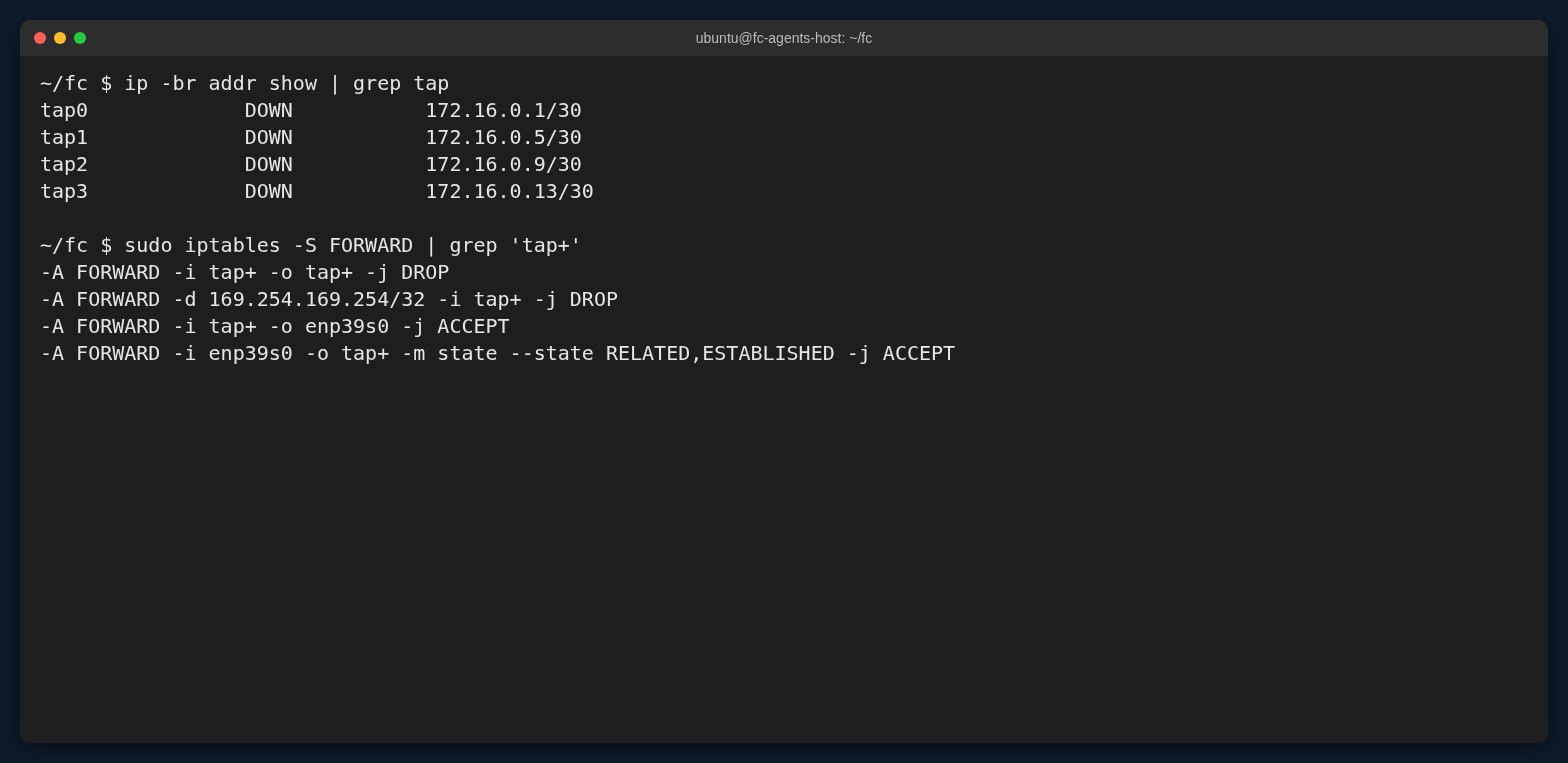 ubuntu@fc-agents-host: ~/fc
~/fc $ ip -br addr show | grep tap
tap0             DOWN           172.16.0.1/30
tap1             DOWN           172.16.0.5/30
tap2             DOWN           172.16.0.9/30
tap3             DOWN           172.16.0.13/30
~/fc $ sudo iptables -S FORWARD | grep 'tap+'
-A FORWARD -i tap+ -o tap+ -j DROP
-A FORWARD -d 169.254.169.254/32 -i tap+ -j DROP
-A FORWARD -i tap+ -o enp39s0 -j ACCEPT
-A FORWARD -i enp39s0 -o tap+ -m state --state RELATED,ESTABLISHED -j ACCEPT